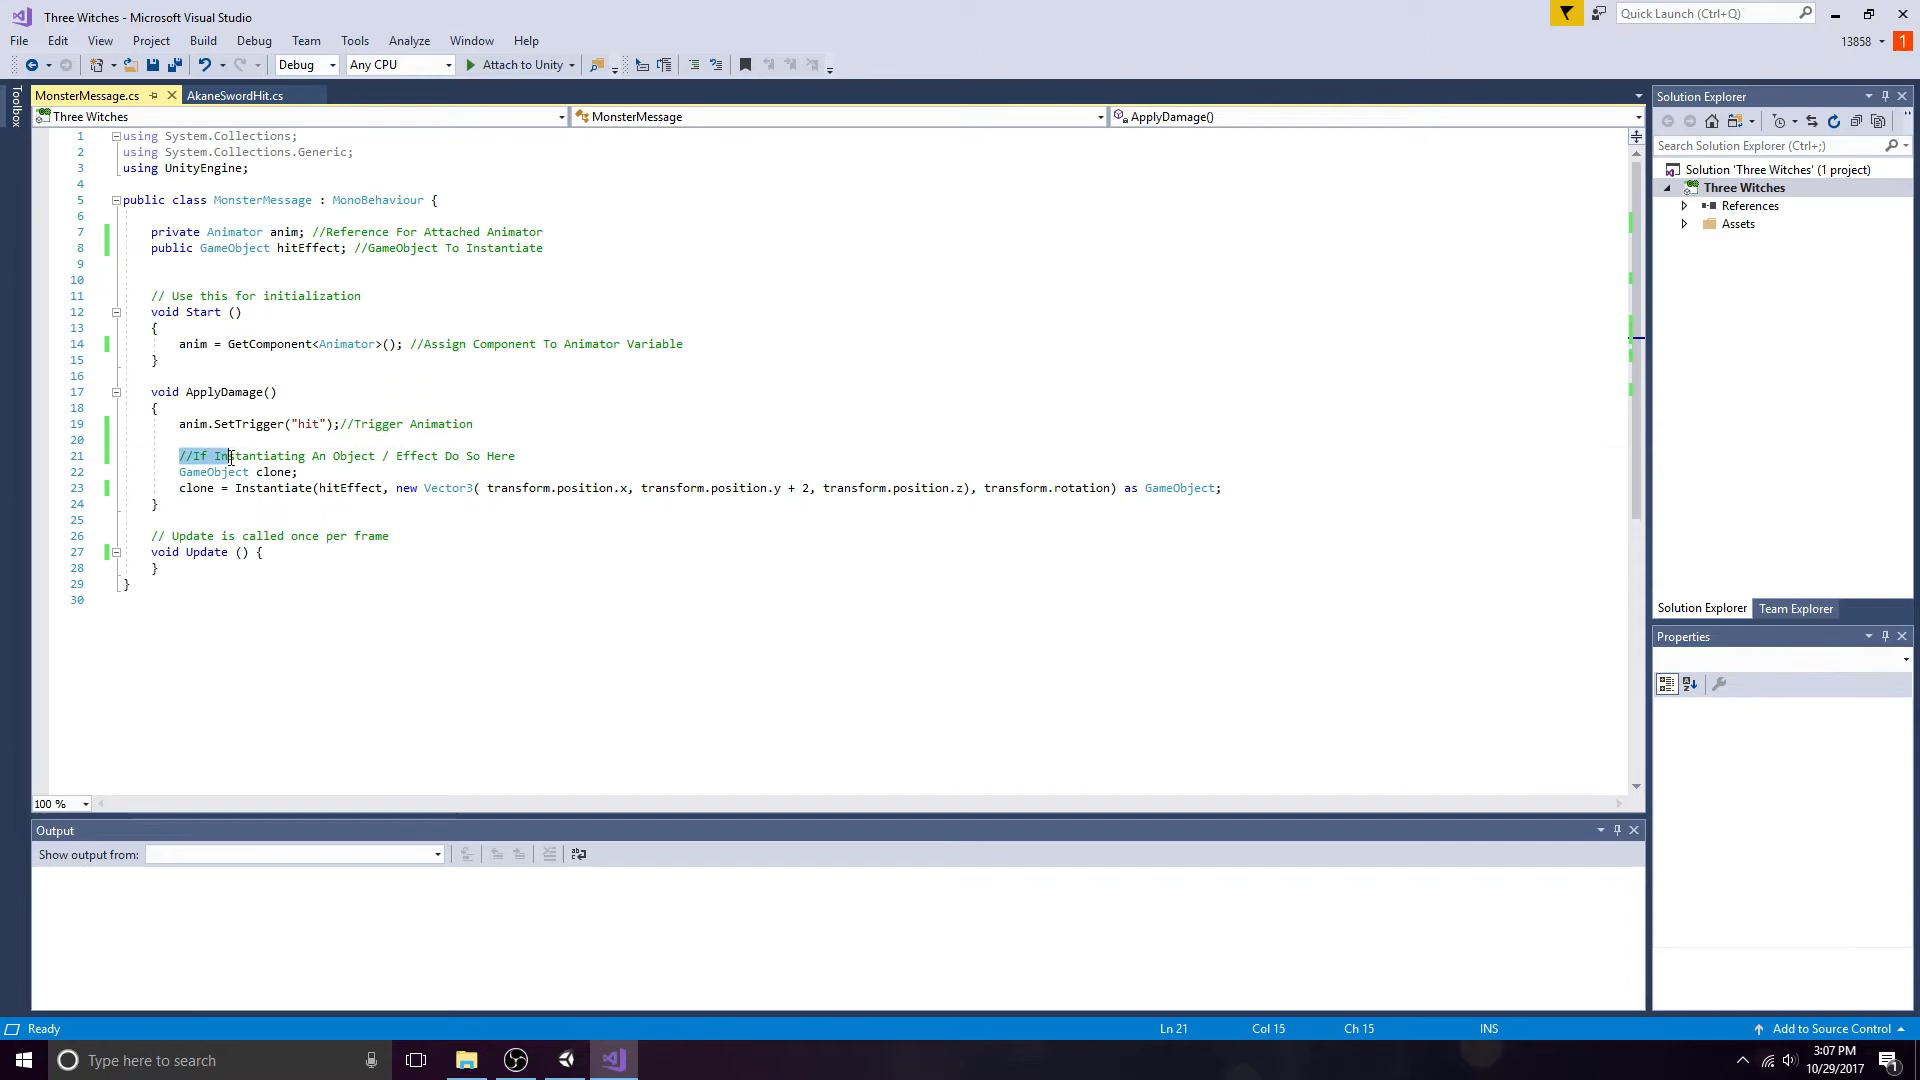 Three Witches - Microsoft Visual Studio
Quick Launch (Ctrl+Q)
File Edit View Project Build Debug Team Tools Analyze Window Help
13858 1
Debug Any CPU Attach to Unity
Toolbox
MonsterMessage.cs AkaneSwordHit.cs
Three Witches MonsterMessage ApplyDamage()
1 using System.Collections;
2 using System.Collections.Generic;
3 using UnityEngine;
4
5 public class MonsterMessage : MonoBehaviour {
6
7 private Animator anim; //Reference For Attached Animator
8 public GameObject hitEffect; //GameObject To Instantiate
9
10
11 // Use this for initialization
12 void Start ()
13 {
14 anim = GetComponent<Animator>(); //Assign Component To Animator Variable
15 }
16
17 void ApplyDamage()
18 {
19 anim.SetTrigger("hit");//Trigger Animation
20
21 //If Instantiating An Object / Effect Do So Here
22 GameObject clone;
23 clone = Instantiate(hitEffect, new Vector3( transform.position.x, transform.position.y + 2, transform.position.z), transform.rotation) as GameObject;
24 }
25
26 // Update is called once per frame
27 void Update () {
28 }
29 }
30
100 %
Solution Explorer
Search Solution Explorer (Ctrl+;)
Solution 'Three Witches' (1 project)
Three Witches
References
Assets
Solution Explorer Team Explorer
Properties
Output
Show output from:
Ready Ln 21 Col 15 Ch 15 INS Add to Source Control
Type here to search
3:07 PM
10/29/2017
1